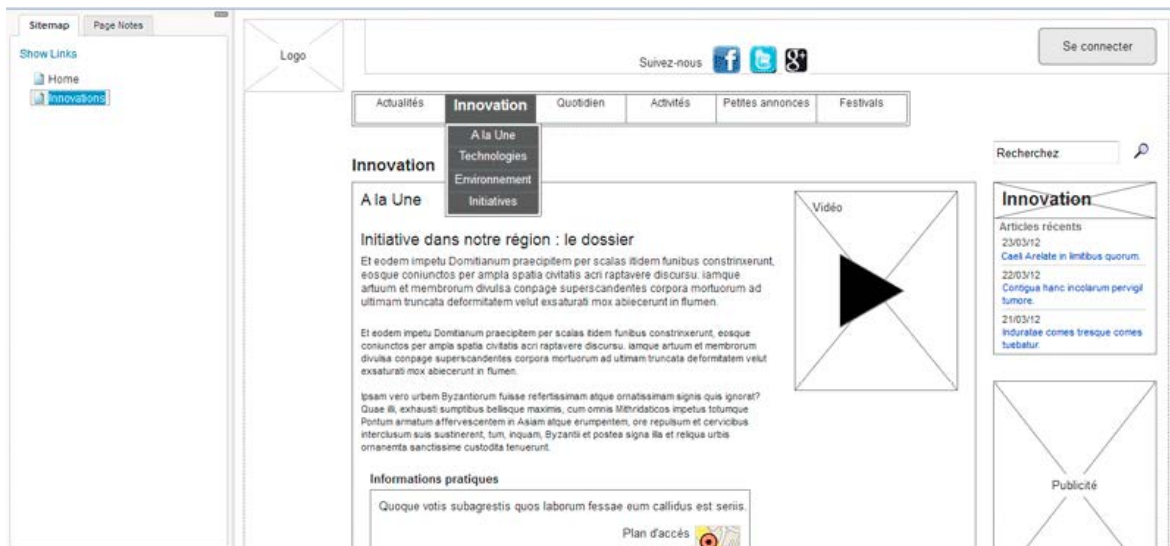 Sitemap
Page Notes
Show Links
Home
Innovations
Logo
Suivez-nous
Se connecter
Actualités
Innovation
Quotidien
Activités
Petites annonces
Festivals
A la Une
Technologies
Environnement
Initiatives
Recherchez
Innovation
A la Une
Initiative dans notre région : le dossier
Et eodem impetu Domitianum praecipitem per scalas itidem funibus constrinxerunt,
eosque coniunctos per ampla spatia civitatis acri raptavere discursu. iamque
artuum et membrorum divulsa conpage superscandentes corpora mortuorum ad
ultimam truncata deformitatem velut exsaturati mox abiecerunt in flumen.
Et eodem impetu Domitianum praecipitem per scalas itidem funibus constrinxerunt, eosque
coniunctos per ampla spatia civitatis acri raptavere discursu. iamque artuum et membrorum
divulsa conpage superscandentes corpora mortuorum ad ultimam truncata deformitatem velut
exsaturati mox abiecerunt in flumen.
Ipsam vero urbem Byzantiorum fuisse refertissimam atque ornatissimam signis quis ignorat?
Quae illi, exhausti sumptibus bellisque maximis, cum omnis Mithridaticos impetus totumque
Pontum armatum affervescentem in Asiam atque erumpentem, ore repulsum et cervicibus
interclusum suis sustinerent, tum, inquam, Byzantii et postea signa illa et reliqua urbis
ornanemta sanctissime custodita tenuerunt.
Informations pratiques
Quoque votis subagrestis quos laborum fessae eum callidus est seriis.
Plan d'accés
Vidéo
Innovation
Articles récents
23/03/12
Caeli Arelate in limitibus quorum.
22/03/12
Contigua hanc incolarum pervigil
tumore.
21/03/12
Induratae comes tresque comes
tuebatur.
Publicité